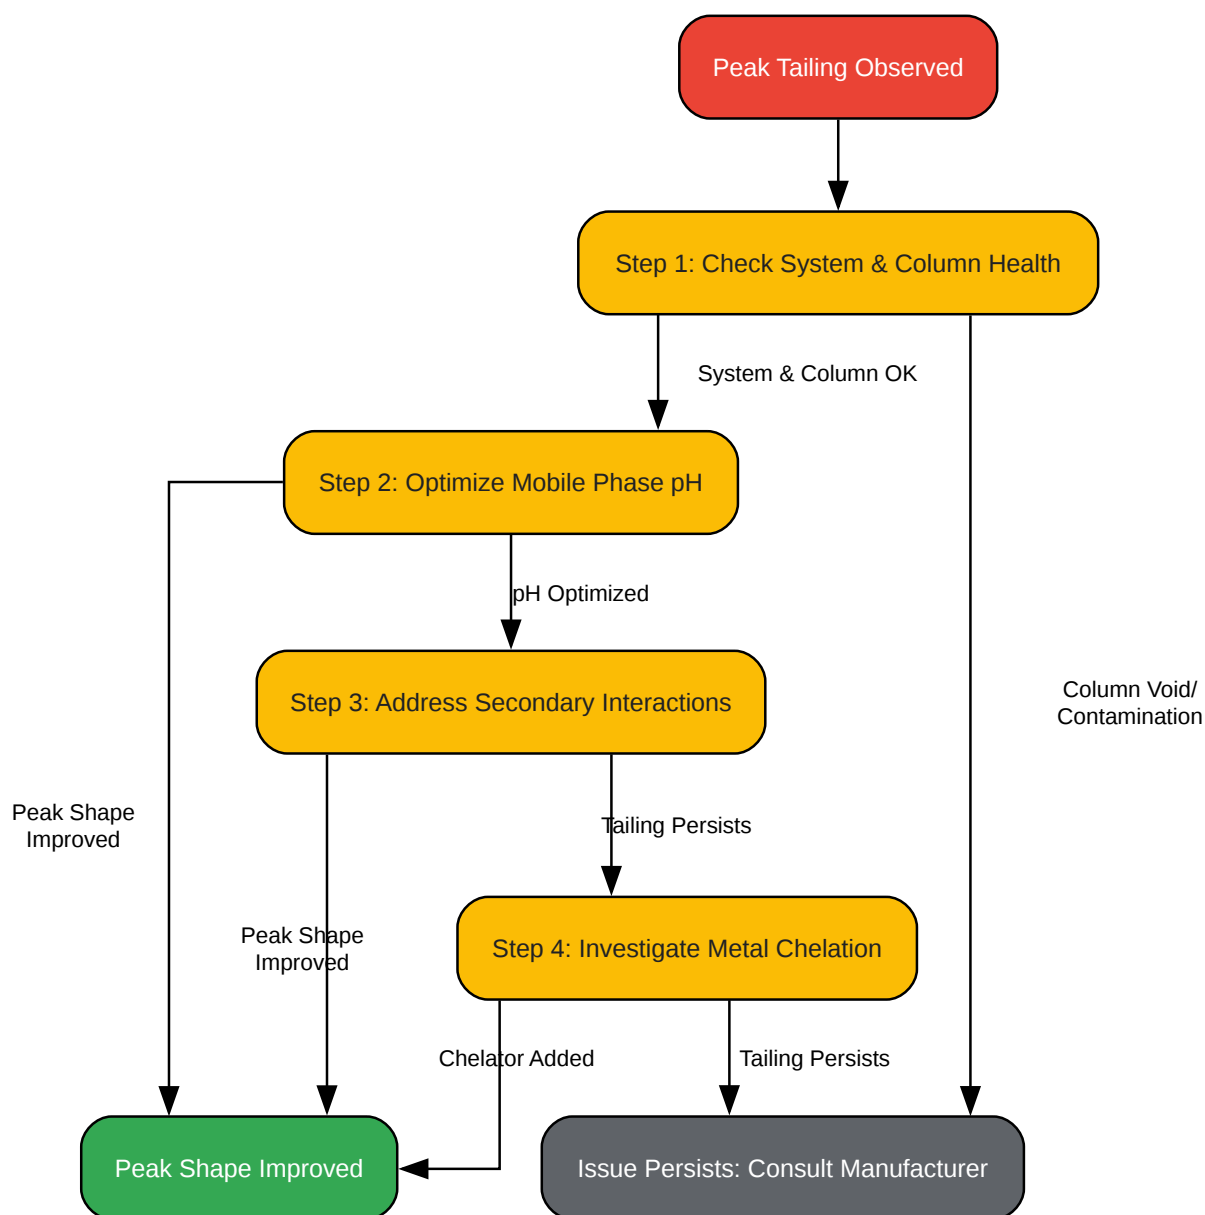 Peak Tailing Observed
Step 1: Check System & Column Health
System & Column OK
Step 2: Optimize Mobile Phase pH
pH Optimized
Step 3: Address Secondary Interactions
Column Void/
Contamination
Peak Shape
Improved
Tailing Persists
Peak Shape
Improved
Step 4: Investigate Metal Chelation
Chelator Added
Tailing Persists
Peak Shape Improved
Issue Persists: Consult Manufacturer